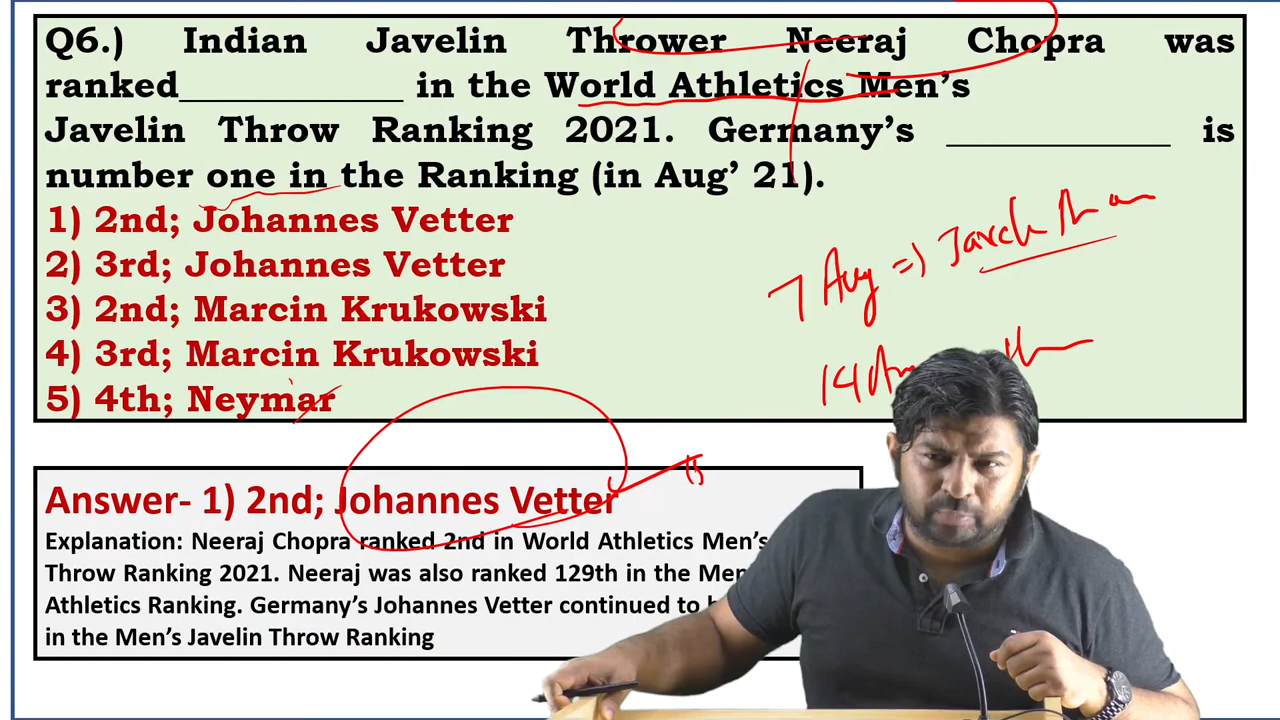 Q6.) Indian Javelin Thrower Neeraj Chopra was
ranked____________ in the World Athletics Men’s
Javelin Throw Ranking 2021. Germany’s ____________ is
number one in the Ranking (in Aug’ 21).
1) 2nd; Johannes Vetter
2) 3rd; Johannes Vetter
3) 2nd; Marcin Krukowski
4) 3rd; Marcin Krukowski
5) 4th; Neymar
7 Aug =>
14
Answer- 1) 2nd; Johannes Vetter
Explanation: Neeraj Chopra ranked 2nd in World Athletics Men’s
Throw Ranking 2021. Neeraj was also ranked 129th in the Men
Athletics Ranking. Germany’s Johannes Vetter continued to
in the Men’s Javelin Throw Ranking